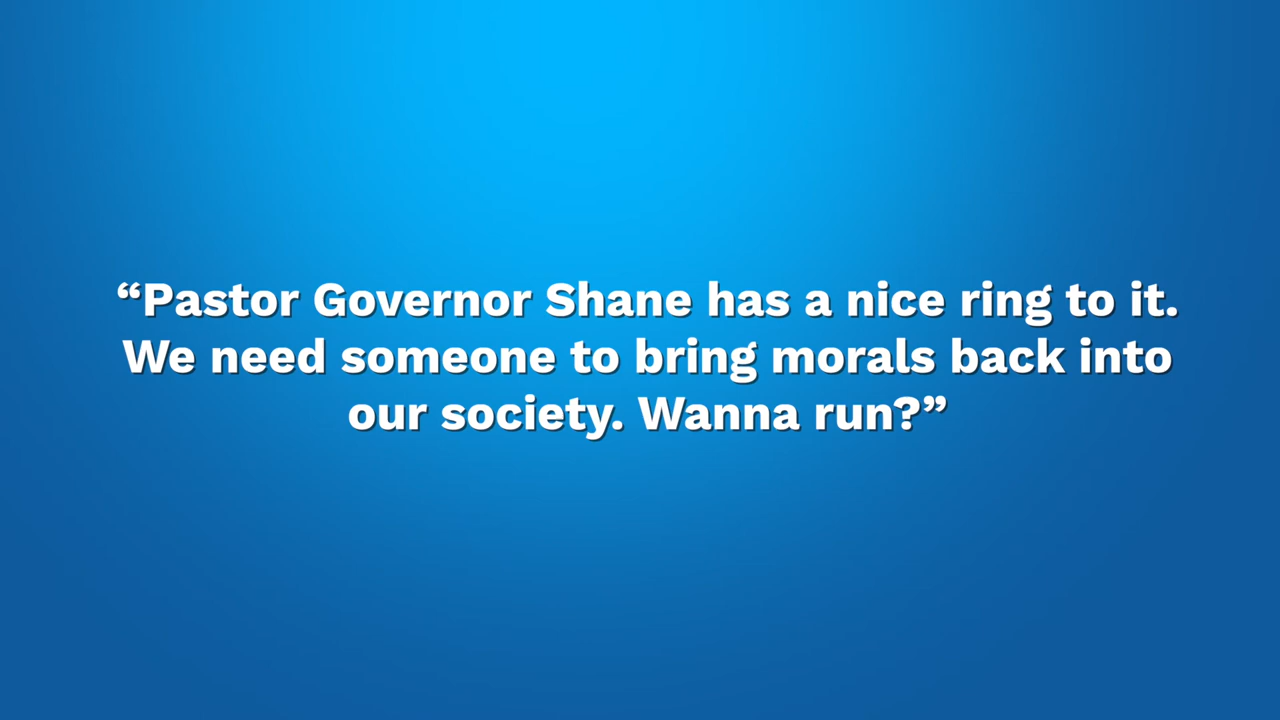 “Pastor Governor Shane has a nice ring to it.
We need someone to bring morals back into
our society. Wanna run?”